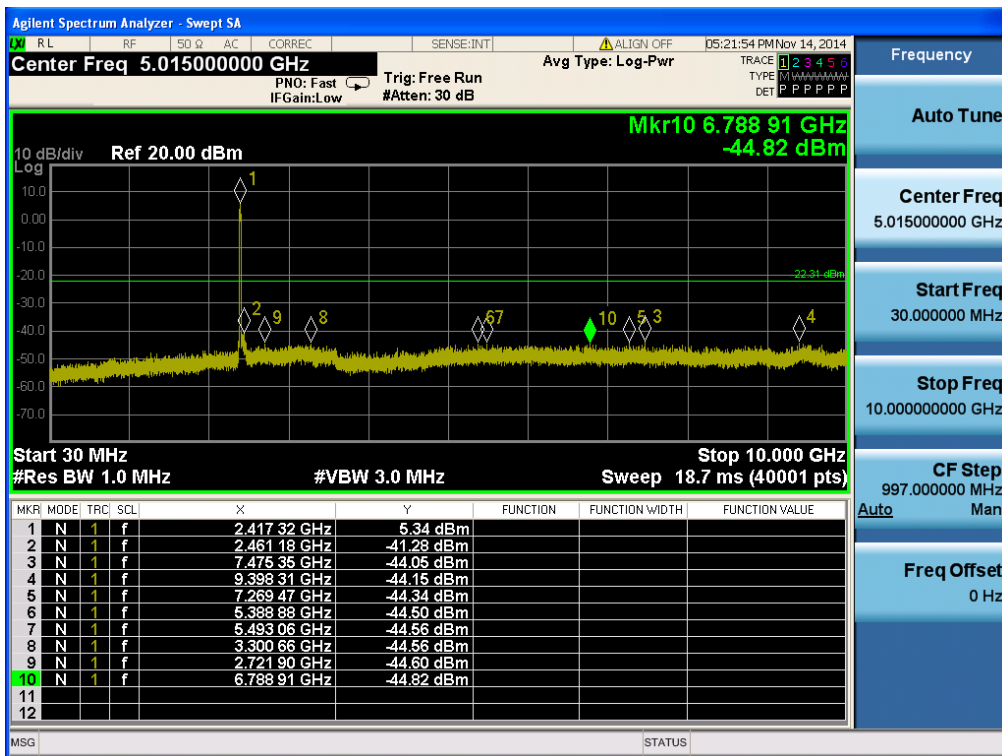 Agilent Spectrum Analyzer - Swept SA
LXI RL RF 50 Ω AC CORREC SENSE:INT ALIGN OFF 05:21:54 PM Nov 14, 2014
Center Freq 5.015000000 GHz
PNO: Fast
IFGain:Low
Trig: Free Run
#Atten: 30 dB
Avg Type: Log-Pwr
TRACE 1 2 3 4 5 6
TYPE M WWWWW
DET P P P P P P
Mkr10 6.788 91 GHz
-44.82 dBm
10 dB/div Ref 20.00 dBm
Log
10.0
0.00
-10.0
-20.0
-30.0
-40.0
-50.0
-60.0
-70.0
-22.31 dBm
1
2 9 8 6 7 10 5 3 4
Start 30 MHz Stop 10.000 GHz
#Res BW 1.0 MHz #VBW 3.0 MHz Sweep 18.7 ms (40001 pts)
MKR MODE TRC SCL X Y FUNCTION FUNCTION WIDTH FUNCTION VALUE
1 N 1 f 2.417 32 GHz 5.34 dBm
2 N 1 f 2.461 18 GHz -41.28 dBm
3 N 1 f 7.475 35 GHz -44.05 dBm
4 N 1 f 9.398 31 GHz -44.15 dBm
5 N 1 f 7.269 47 GHz -44.34 dBm
6 N 1 f 5.388 88 GHz -44.50 dBm
7 N 1 f 5.493 06 GHz -44.56 dBm
8 N 1 f 3.300 66 GHz -44.56 dBm
9 N 1 f 2.721 90 GHz -44.60 dBm
10 N 1 f 6.788 91 GHz -44.82 dBm
11
12
MSG STATUS
Frequency
Auto Tune
Center Freq
5.015000000 GHz
Start Freq
30.000000 MHz
Stop Freq
10.000000000 GHz
CF Step
997.000000 MHz
Auto Man
Freq Offset
0 Hz